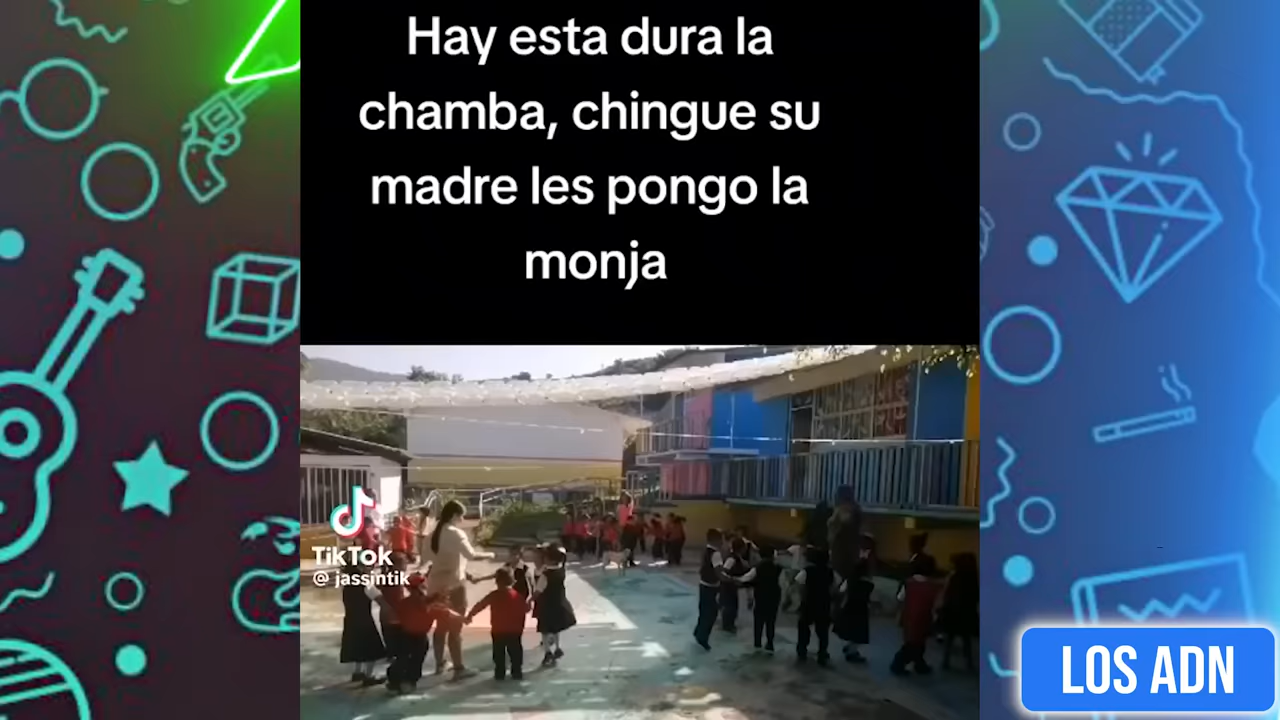 Hay esta dura la
chamba, chingue su
madre les pongo la
monja
TikTok
@ jassintik
LOS ADN